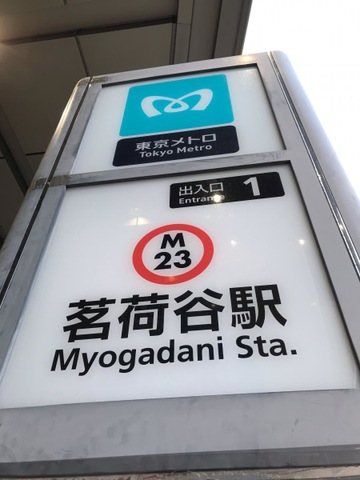 東京メトロ
Tokyo Metro
出入口 1
Entrance
M
23
茗荷谷駅
Myogadani Sta.